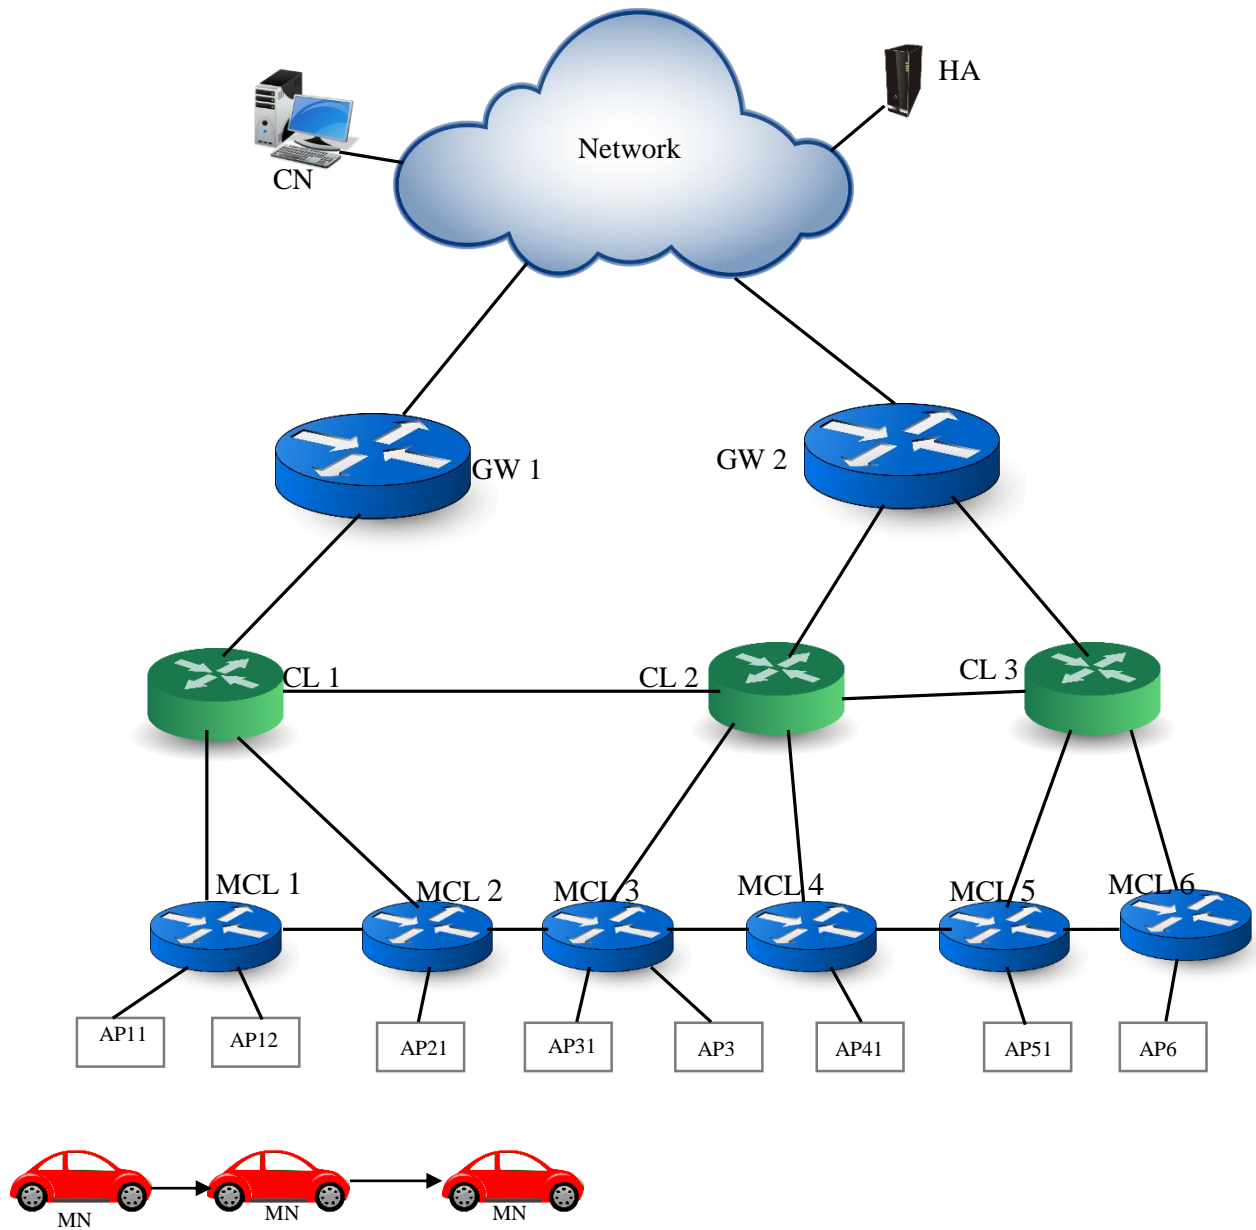 HA
Network
CN
GW 1
GW 2
CL 1
CL 2
CL 3
MCL 1
MCL 2
MCL 3
MCL 4
MCL 5
MCL 6
AP11
AP12
AP21
AP31
AP3
AP41
AP51
AP6
MN
MN
MN